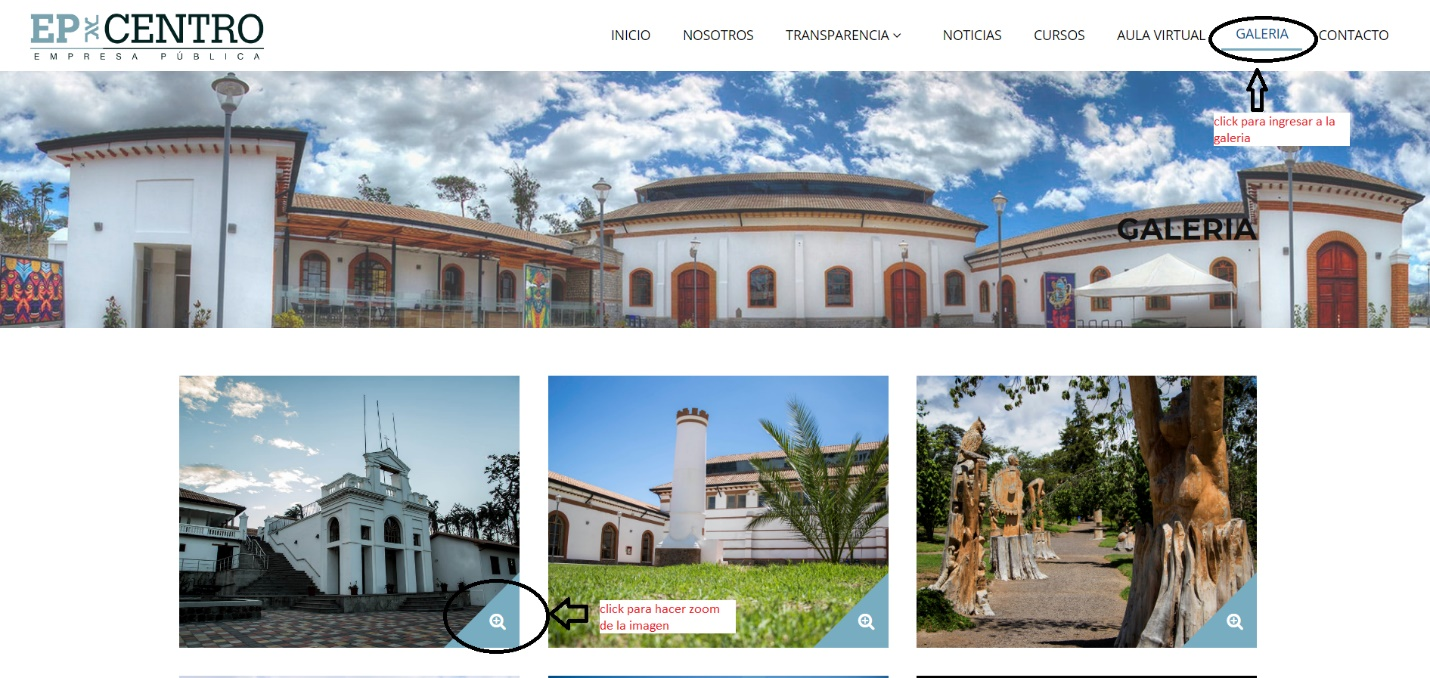 EP CENTRO
EMPRESA PÚBLICA
INICIO NOSOTROS TRANSPARENCIA NOTICIAS CURSOS AULA VIRTUAL GALERIA CONTACTO
click para ingresar a la
galeria
GALERIA
click para hacer zoom
de la imagen